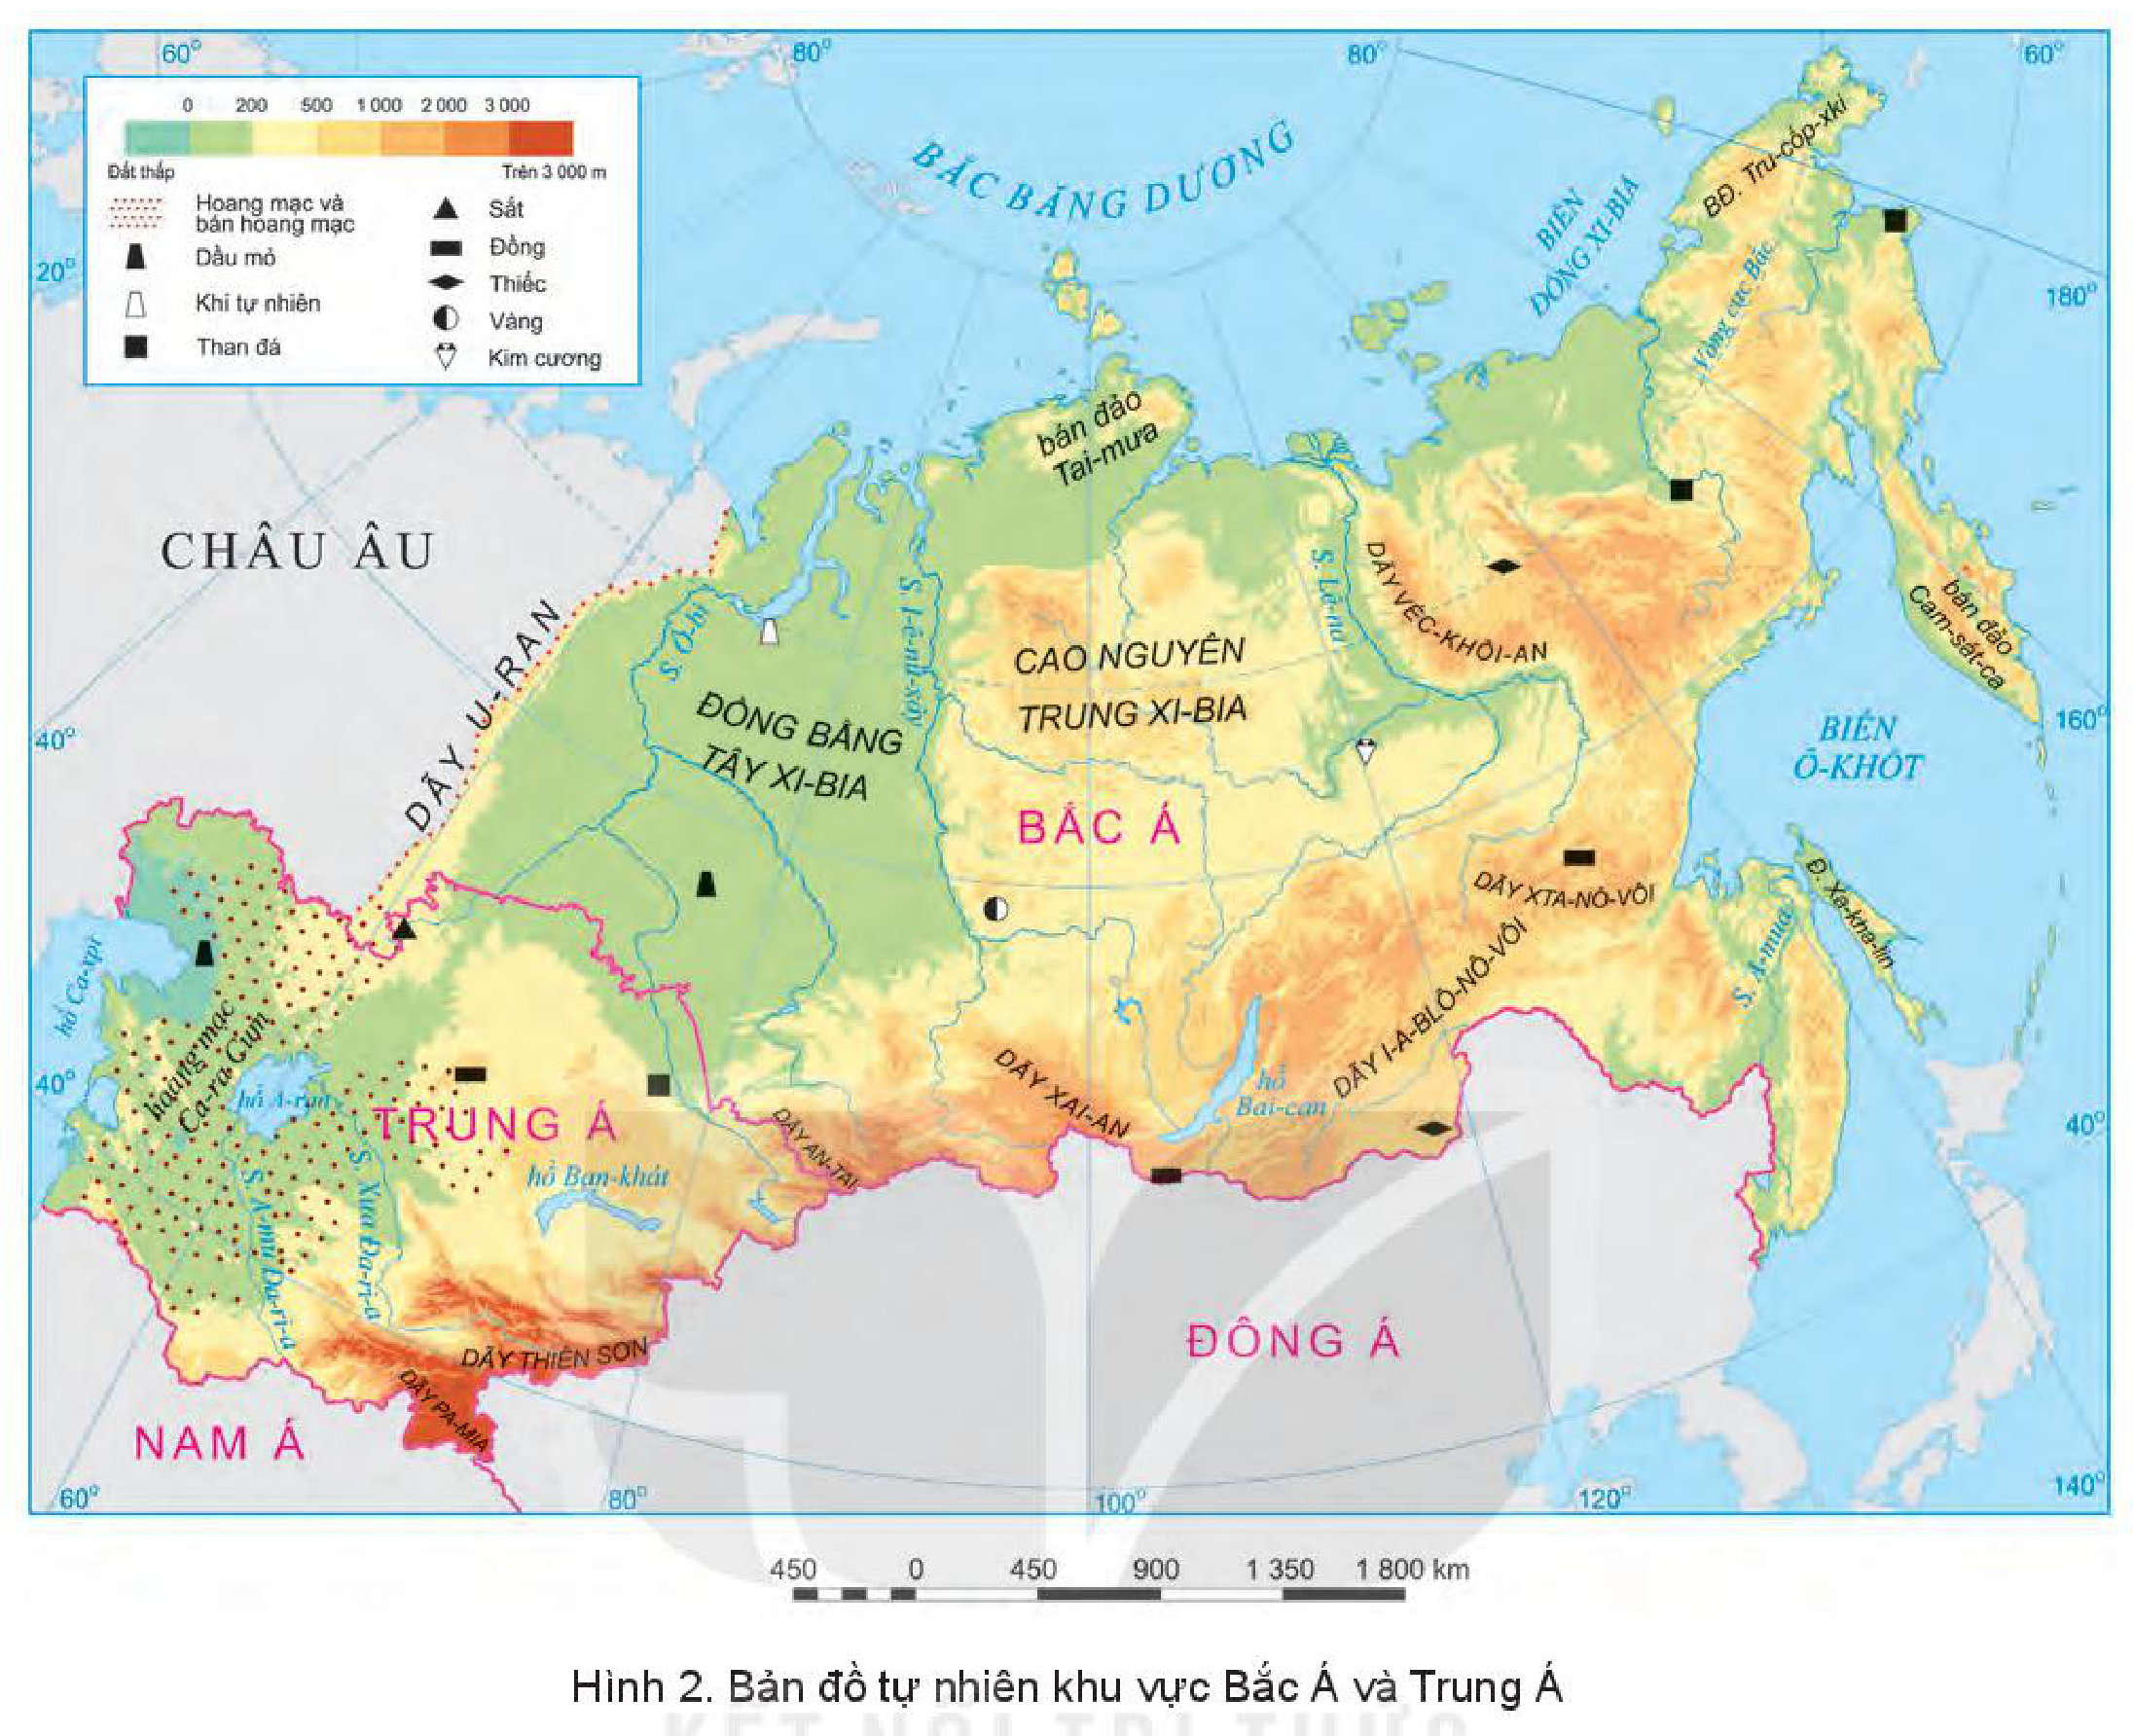 60°
80°
80°
60°
0 200 500 1 000 2 000 3 000
Đất thấp
Trên 3 000 m
Hoang mạc và
bán hoang mạc
Dầu mỏ
Khí tự nhiên
Than đá
Sắt
Đồng
Thiếc
Vàng
Kim cương
BẮC BĂNG DƯƠNG
BIỂN
ĐÔNG XI-BIA
BĐ. Tru-cốp-xki
Vòng cực Bắc
20°
180°
bán đảo
Tai-mưa
CHÂU ÂU
DÃY U-RAN
S. Ô-bi
S. I-ê-nít-xây
S. Lê-na
DÃY VÉC-KHÔI-AN
bán đảo
Cam-sát-ca
CAO NGUYÊN
TRUNG XI-BIA
ĐỒNG BẰNG
TÂY XI-BIA
40°
160°
BIỂN
Ô-KHỐT
BẮC Á
DÃY XTA-NÔ-VÔI
Đ. Xa-kha-lin
S. A-mua
DÃY I-A-BLÔ-NÔ-VÔI
hồ Ca-xpi
hoang mạc
Ca-ra-Cum
hồ A-ran
40°
TRUNG Á
DÃY XAI-AN
hồ
Bai-can
DÃY AN-TAI
40°
hồ Ban-khát
S. Xưa Đa-ri-a
S. A-mu Đa-ri-a
DÃY THIÊN SƠN
DÃY PA-MIA
ĐÔNG Á
NAM Á
60°
80°
100°
120°
140°
450 0 450 900 1 350 1 800 km
Hình 2. Bản đồ tự nhiên khu vực Bắc Á và Trung Á
KẾT NỐI TRI THỨC